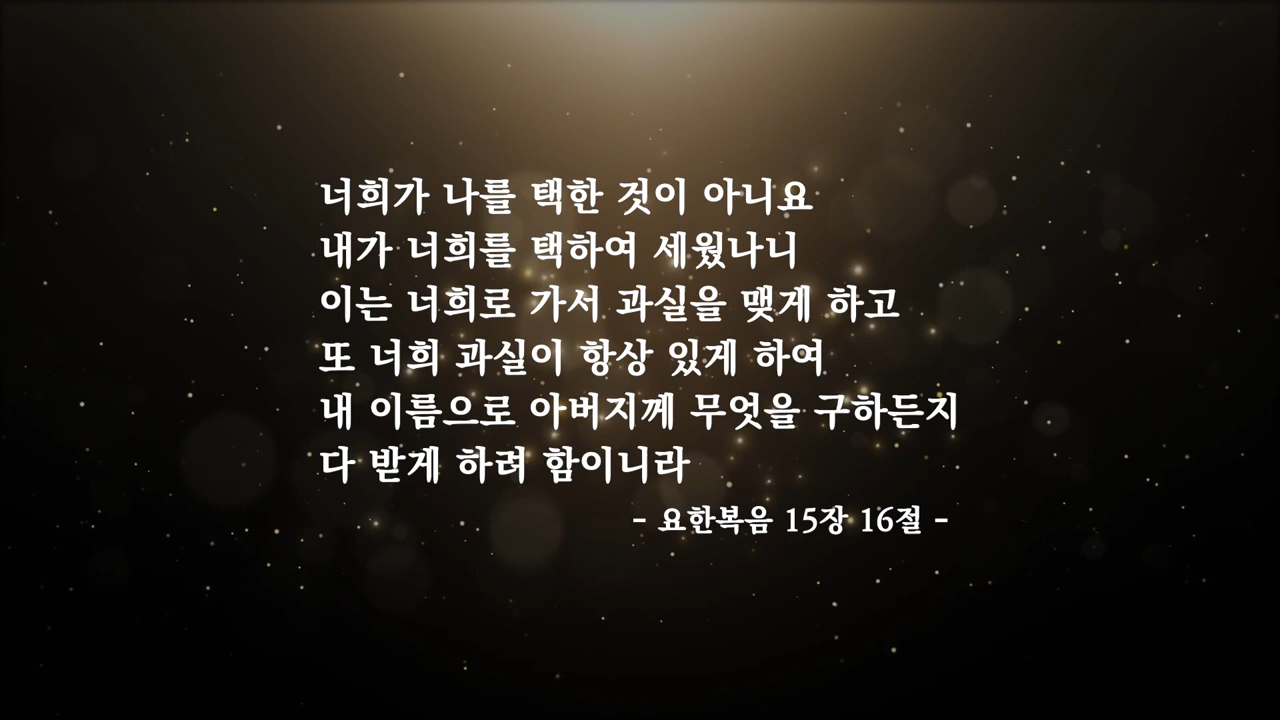 너희가 나를 택한 것이 아니요
내가 너희를 택하여 세웠나니
이는 너희로 가서 과실을 맺게 하고
또 너희 과실이 항상 있게 하여
내 이름으로 아버지께 무엇을 구하든지
다 받게 하려 함이니라
- 요한복음 15장 16절 -